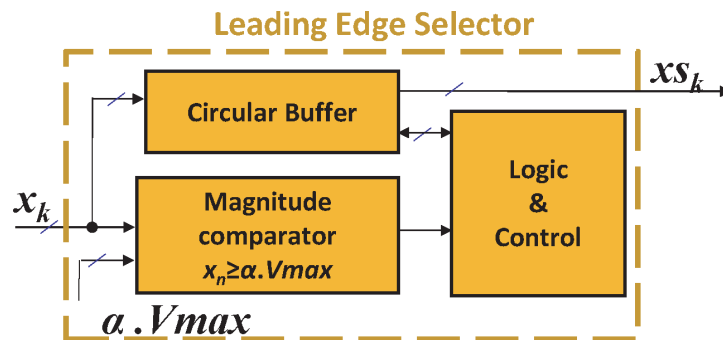 Leading Edge Selector
xs_k
Circular Buffer
x_k
Magnitude
comparator
x_n≥α.Vmax
Logic
&
Control
α .Vmax